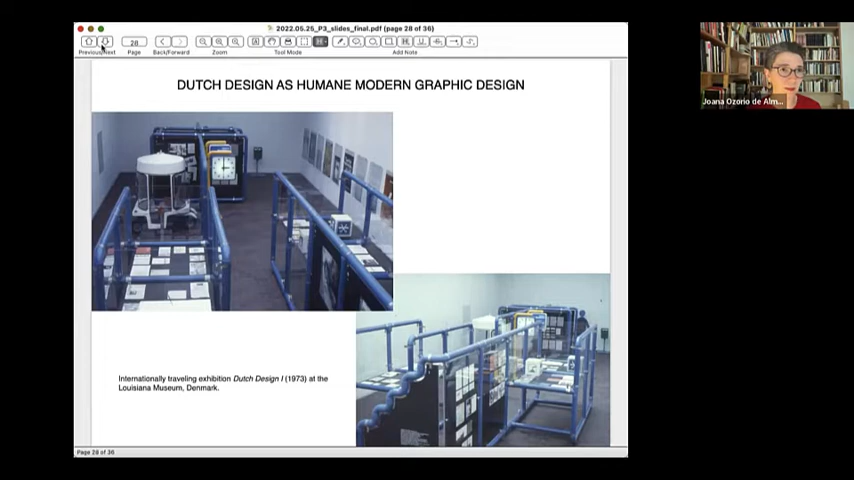 2022.05.25_P3_slides_final.pdf (page 28 of 36)
28
Previous/Next
Page
Back/Forward
Zoom
Tool Mode
Add Note
DUTCH DESIGN AS HUMANE MODERN GRAPHIC DESIGN
Internationally traveling exhibition Dutch Design I (1973) at the
Louisiana Museum, Denmark.
Page 28 of 36
Joana Ozorio de Alm...